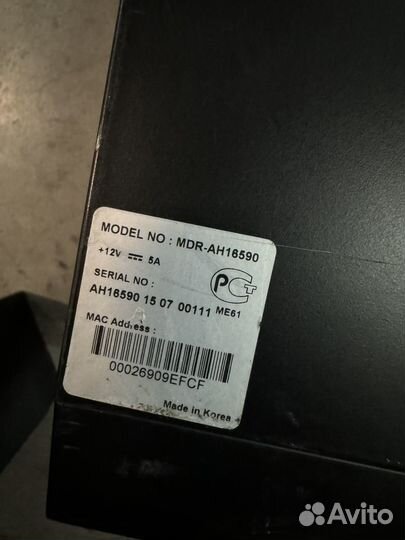 MODEL NO : MDR-AH16590
+12V 5A
SERIAL NO :
AH16590 15 07 00111
РСТ
ME61
MAC Address :
00026909EFCF
Made in Korea
Avito